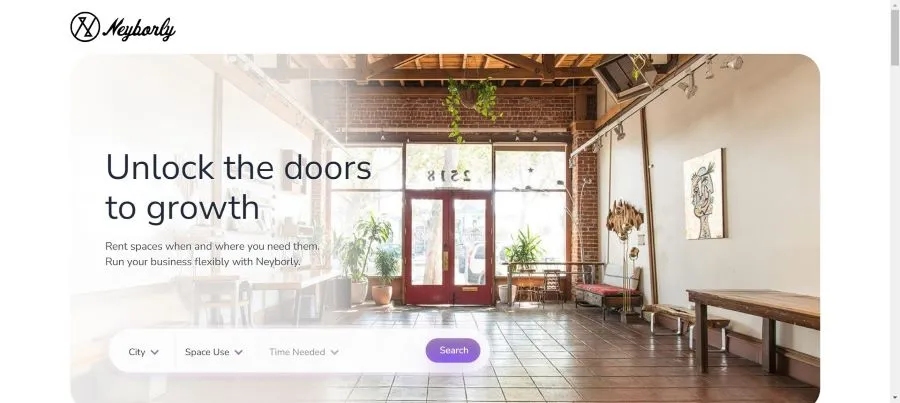 Neyborly
Unlock the doors
to growth
Rent spaces when and where you need them.
Run your business flexibly with Neyborly.
City
Space Use
Time Needed
Search